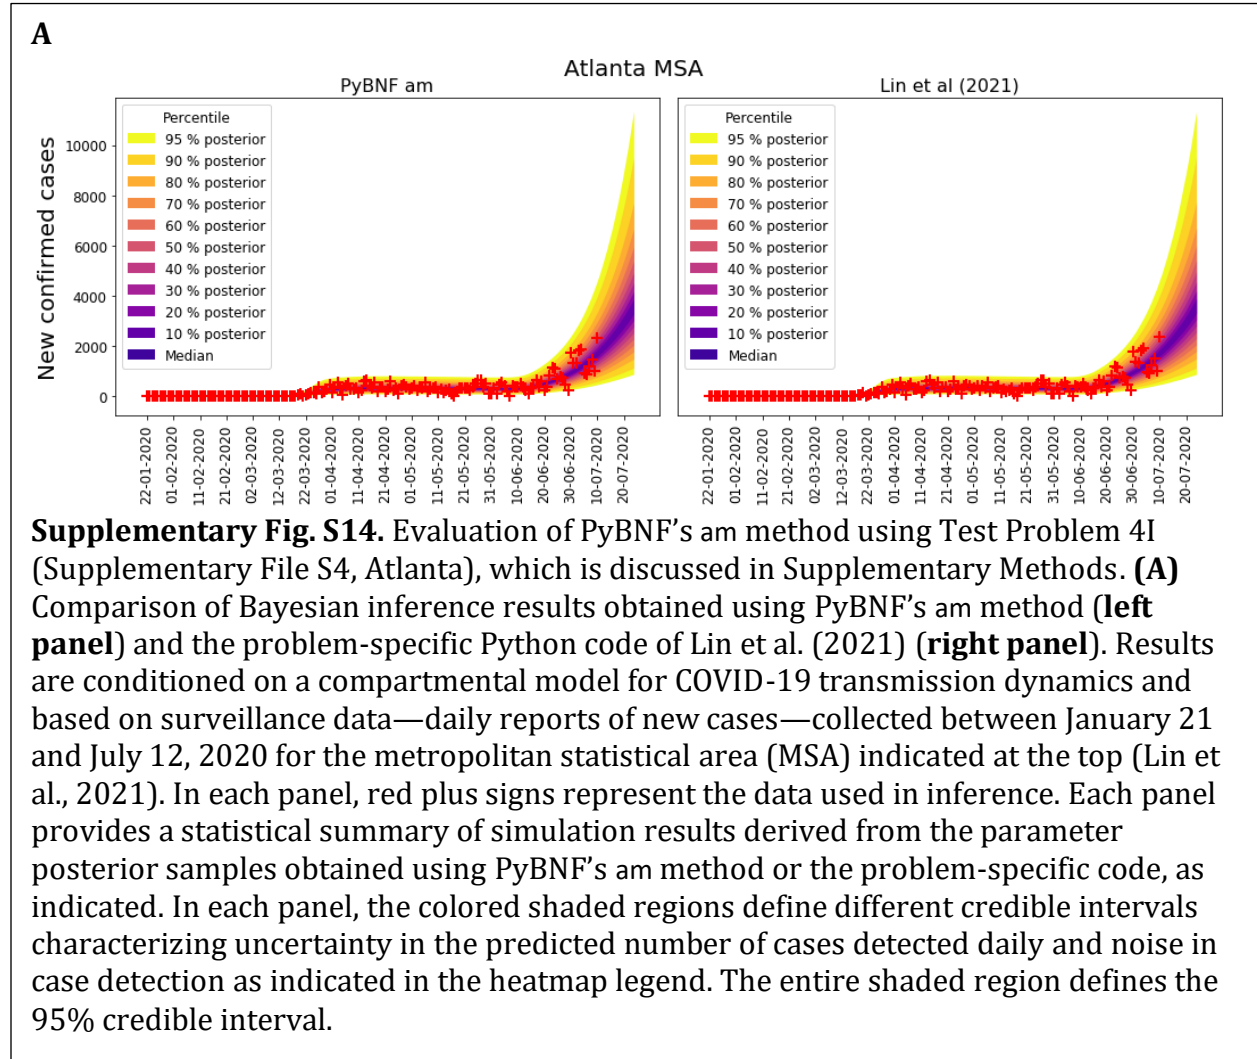 A
Atlanta MSA
PyBNF am
Lin et al (2021)
New confirmed cases
10000
8000
6000
4000
2000
0
Percentile
95 % posterior
90 % posterior
80 % posterior
70 % posterior
60 % posterior
50 % posterior
40 % posterior
30 % posterior
20 % posterior
10 % posterior
Median
Percentile
95 % posterior
90 % posterior
80 % posterior
70 % posterior
60 % posterior
50 % posterior
40 % posterior
30 % posterior
20 % posterior
10 % posterior
Median
22-01-2020
01-02-2020
11-02-2020
21-02-2020
02-03-2020
12-03-2020
22-03-2020
01-04-2020
11-04-2020
21-04-2020
01-05-2020
11-05-2020
21-05-2020
31-05-2020
10-06-2020
20-06-2020
30-06-2020
10-07-2020
20-07-2020
22-01-2020
01-02-2020
11-02-2020
21-02-2020
02-03-2020
12-03-2020
22-03-2020
01-04-2020
11-04-2020
21-04-2020
01-05-2020
11-05-2020
21-05-2020
31-05-2020
10-06-2020
20-06-2020
30-06-2020
10-07-2020
20-07-2020
Supplementary Fig. S14. Evaluation of PyBNF's am method using Test Problem 4I
(Supplementary File S4, Atlanta), which is discussed in Supplementary Methods. (A)
Comparison of Bayesian inference results obtained using PyBNF's am method (left
panel) and the problem-specific Python code of Lin et al. (2021) (right panel). Results
are conditioned on a compartmental model for COVID-19 transmission dynamics and
based on surveillance data—daily reports of new cases—collected between January 21
and July 12, 2020 for the metropolitan statistical area (MSA) indicated at the top (Lin et
al., 2021). In each panel, red plus signs represent the data used in inference. Each panel
provides a statistical summary of simulation results derived from the parameter
posterior samples obtained using PyBNF's am method or the problem-specific code, as
indicated. In each panel, the colored shaded regions define different credible intervals
characterizing uncertainty in the predicted number of cases detected daily and noise in
case detection as indicated in the heatmap legend. The entire shaded region defines the
95% credible interval.